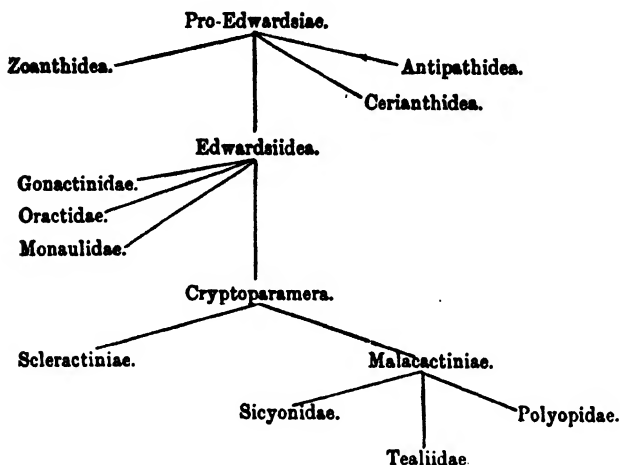 Pro-Edwardsiae.
Zoanthidea.
Antipathidea.
Cerianthidea.
Edwardsiidea.
Gonactinidae.
Oractidae.
Monaulidae.
Cryptoparamera.
Scleractiniae.
Malacactiniae.
Sicyonidae.
Polyopidae.
Tealiidae